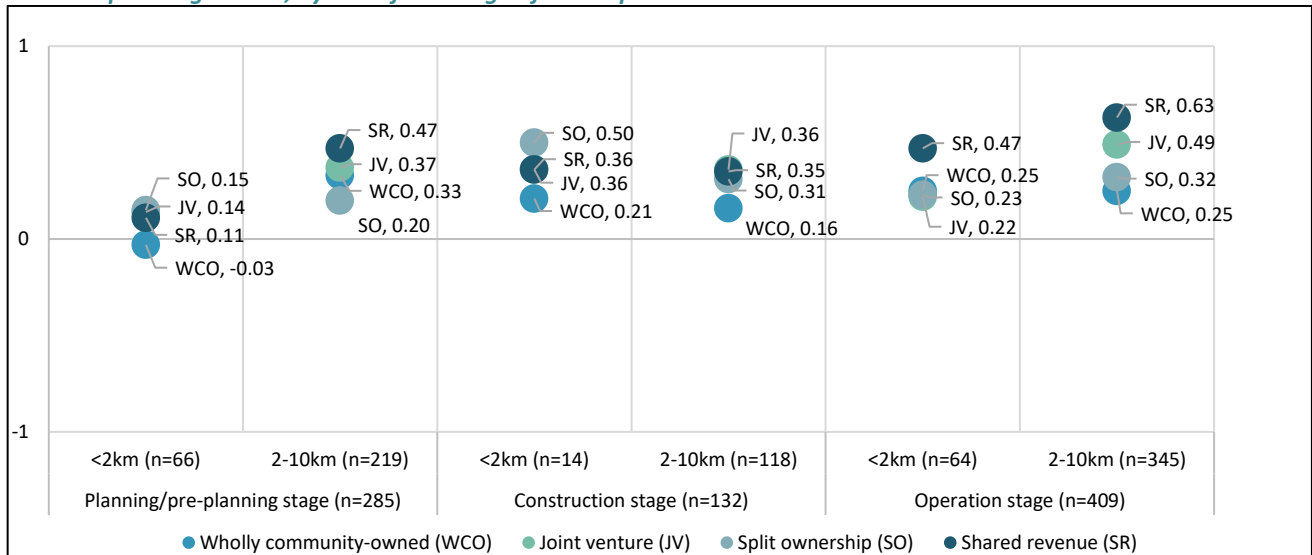 1
SO, 0.15
JV, 0.14
SR, 0.11
WCO, -0.03
SR, 0.47
JV, 0.37
WCO, 0.33
SO, 0.20
SO, 0.50
SR, 0.36
JV, 0.36
WCO, 0.21
JV, 0.36
SR, 0.35
SO, 0.31
WCO, 0.16
SR, 0.47
WCO, 0.25
SO, 0.23
JV, 0.22
SR, 0.63
JV, 0.49
SO, 0.32
WCO, 0.25
0
-1
<2km (n=66) 2-10km (n=219) <2km (n=14) 2-10km (n=118) <2km (n=64) 2-10km (n=345)
Planning/pre-planning stage (n=285) Construction stage (n=132) Operation stage (n=409)
Wholly community-owned (WCO) Joint venture (JV) Split ownership (SO) Shared revenue (SR)